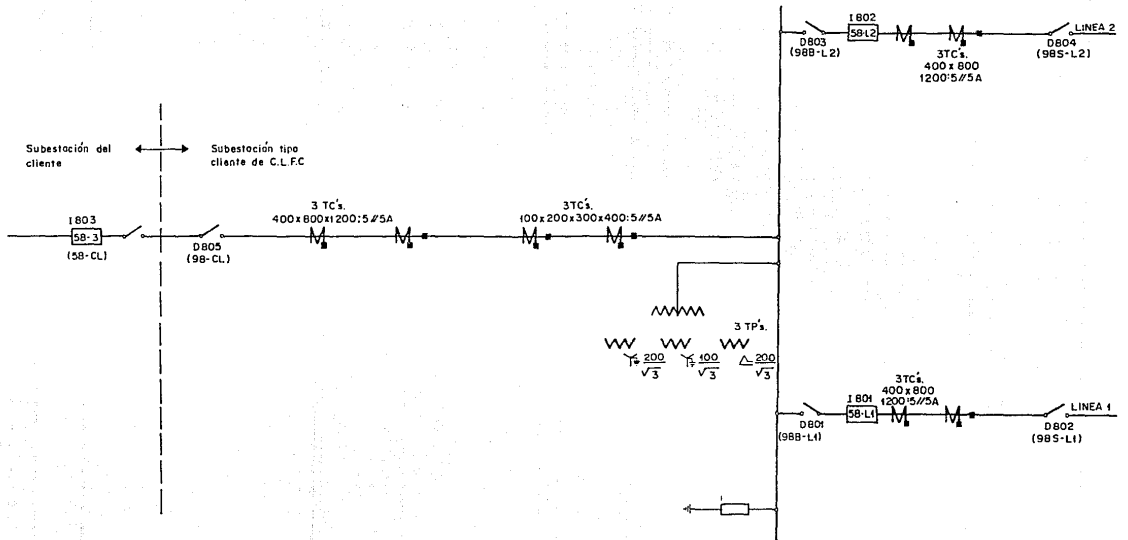 I802
58-L2
D803
(98B-L2)
3TC's.
400 x 800
1200:5//5A
D804
(98S-L2)
LINEA 2
Subestación del
cliente
Subestación tipo
cliente de C.L.F.C
I803
58-3
(58-CL)
D805
(98-CL)
3 TC's.
400x800x1200:5//5A
3TC's.
100x200x300x400:5//5A
3 TP's.
200
√3
100
√3
200
√3
I801
58-L1
D801
(98B-L1)
3TC's.
400 x 800
1200:5//5A
D802
(98S-L1)
LINEA 1